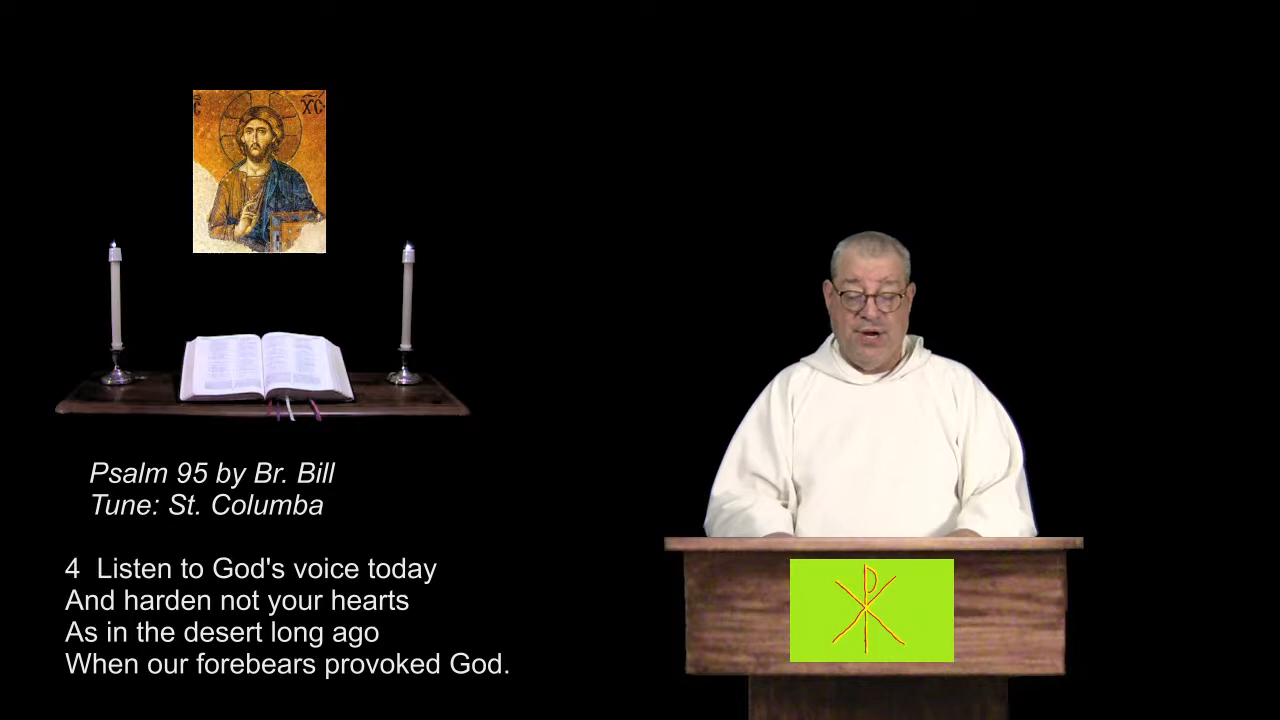 ΧC
Psalm 95 by Br. Bill
Tune: St. Columba
4 Listen to God's voice today
And harden not your hearts
As in the desert long ago
When our forebears provoked God.